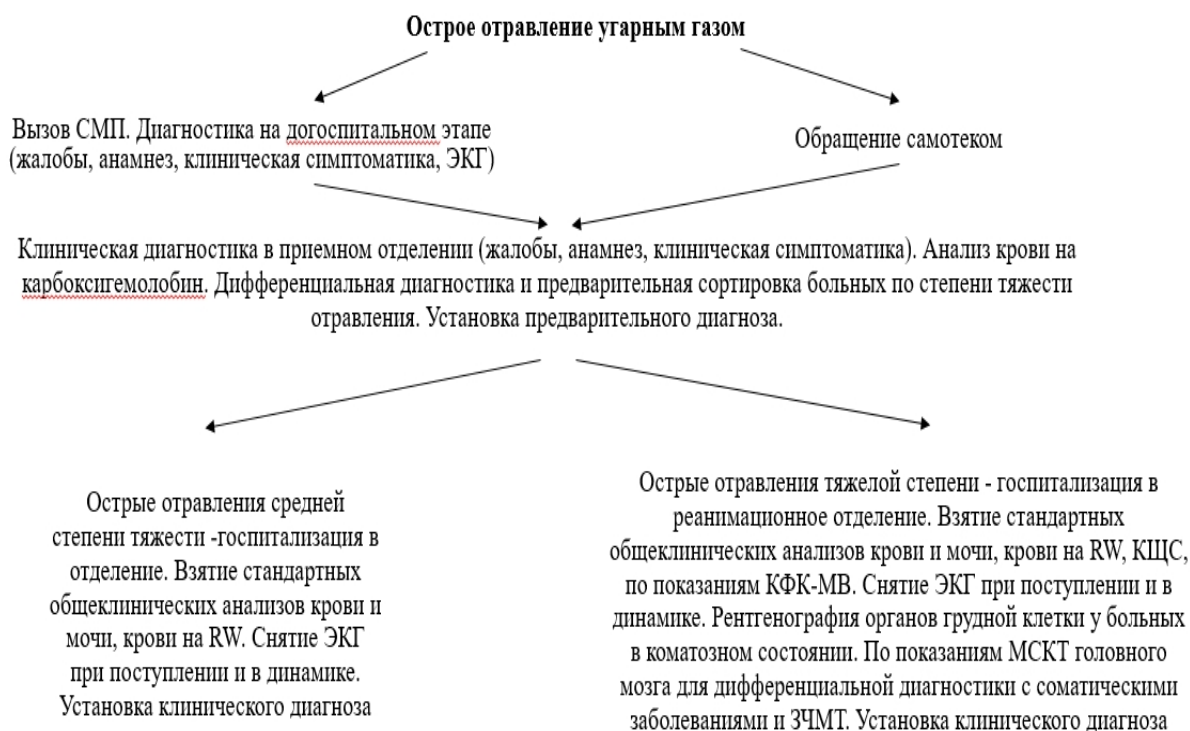 Острое отравление угарным газом
Вызов СМП. Диагностика на догоспитальном этапе
(жалобы, анамнез, клиническая симптоматика, ЭКГ)
Обращение самотеком
Клиническая диагностика в приемном отделении (жалобы, анамнез, клиническая симптоматика). Анализ крови на
карбоксигемолобин. Дифференциальная диагностика и предварительная сортировка больных по степени тяжести
отравления. Установка предварительного диагноза.
Острые отравления средней
степени тяжести -госпитализация в
отделение. Взятие стандартных
общеклинических анализов крови и
мочи, крови на RW. Снятие ЭКГ
при поступлении и в динамике.
Установка клинического диагноза
Острые отравления тяжелой степени - госпитализация в
реанимационное отделение. Взятие стандартных
общеклинических анализов крови и мочи, крови на RW, КЩС,
по показаниям КФК-МВ. Снятие ЭКГ при поступлении и в
динамике. Рентгенография органов грудной клетки у больных
в коматозном состоянии. По показаниям МСКТ головного
мозга для дифференциальной диагностики с соматическими
заболеваниями и ЗЧМТ. Установка клинического диагноза